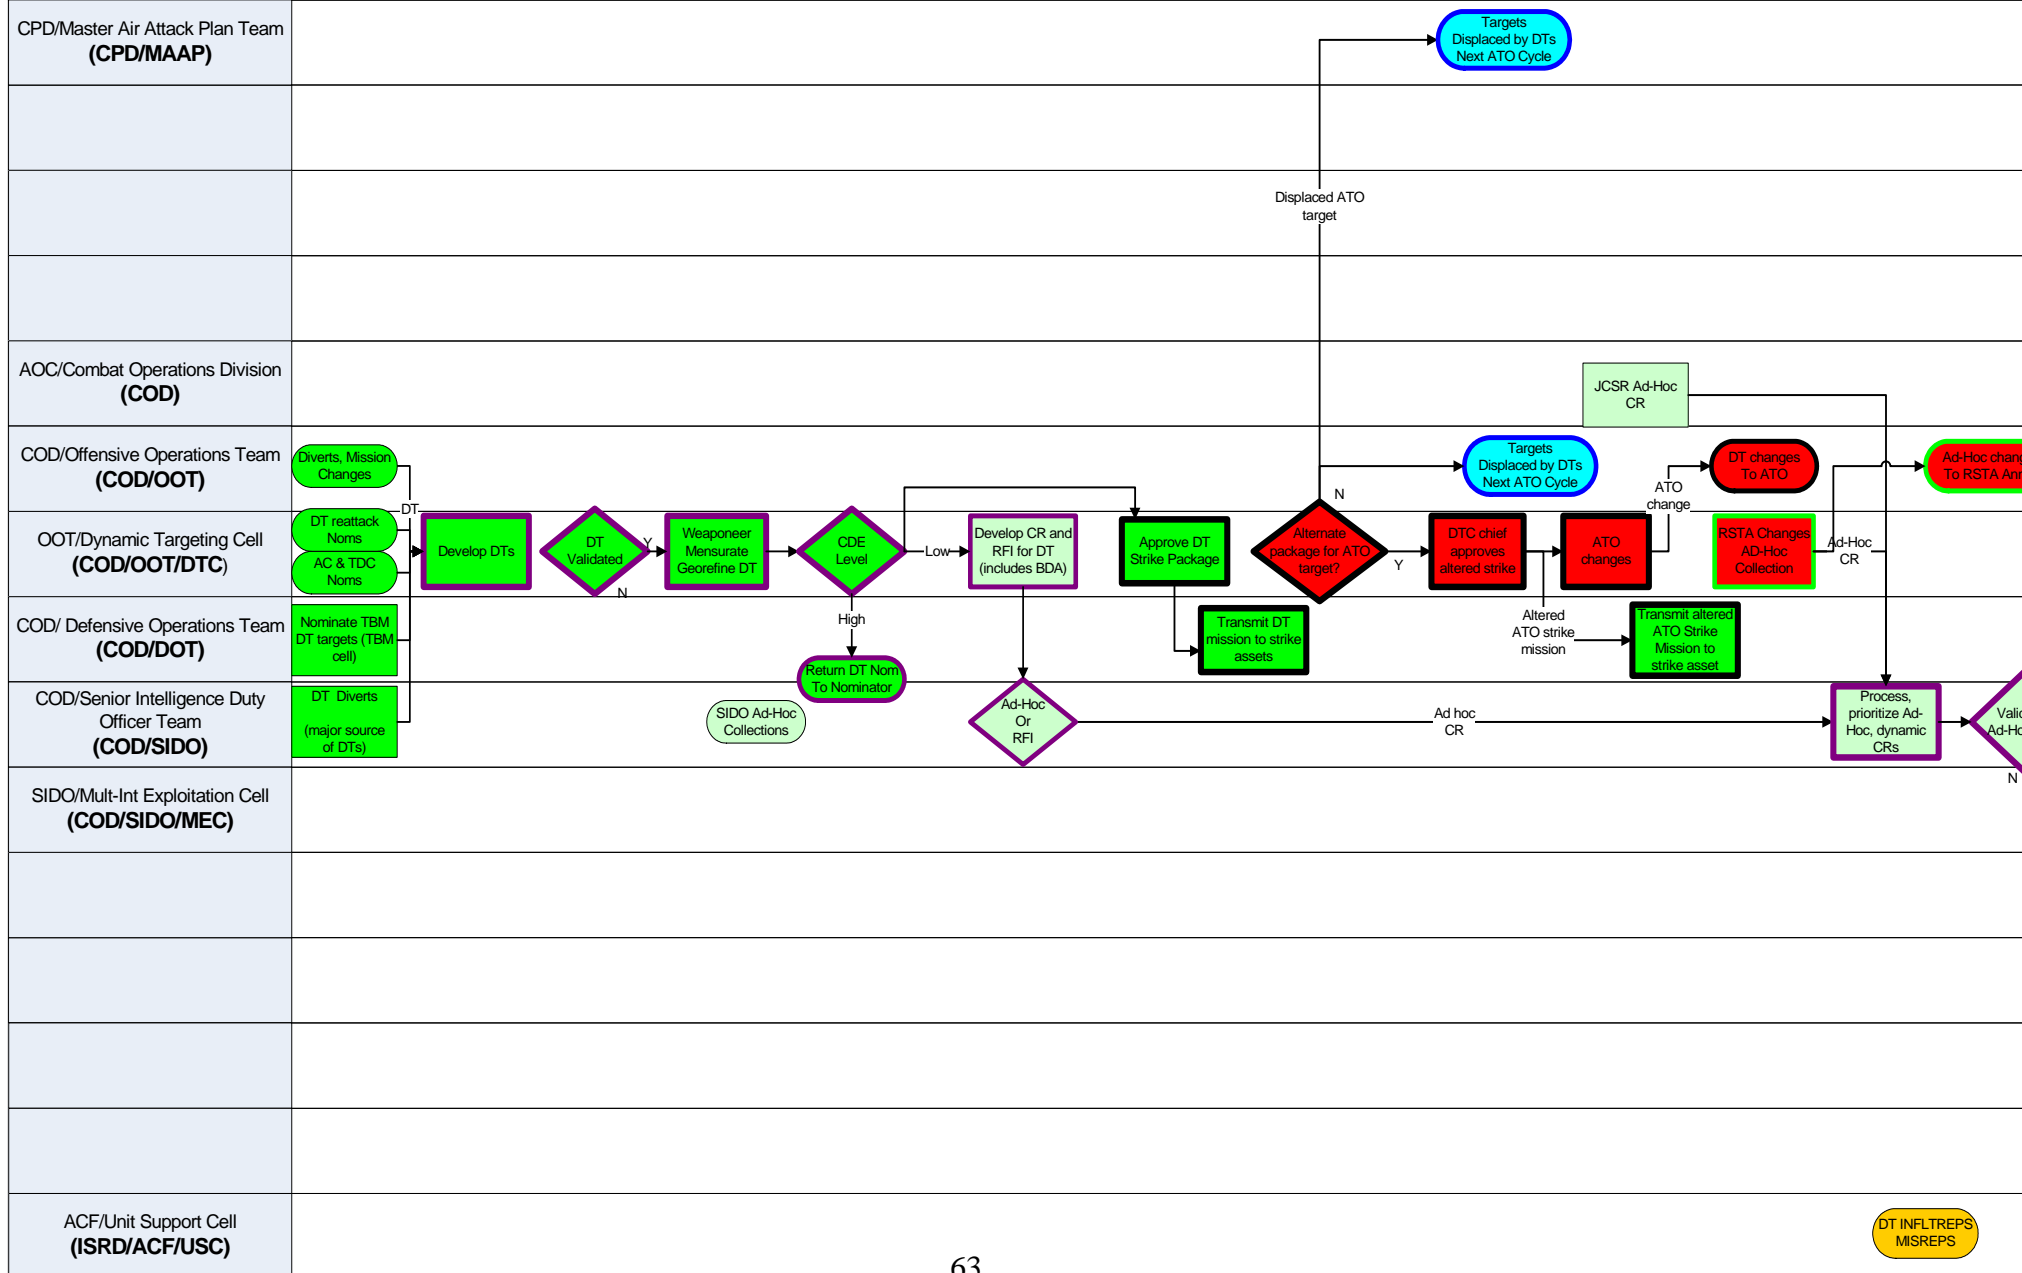 CPD/Master Air Attack Plan Team
(CPD/MAAP)
Targets
Displaced by DTs
Next ATO Cycle
Displaced ATO
target
AOC/Combat Operations Division
(COD)
JCSR Ad-Hoc
CR
COD/Offensive Operations Team
(COD/OOT)
Diverts, Mission
Changes
DT
N
Targets
Displaced by DTs
Next ATO Cycle
ATO
change
DT changes
To ATO
Ad-Hoc chang
To RSTA Ann
OOT/Dynamic Targeting Cell
(COD/OOT/DTC)
DT reattack
Noms
AC & TDC
Noms
Develop DTs
DT
Validated
Y
N
Weaponeer
Mensurate
Georefine DT
CDE
Level
Low
Develop CR and
RFI for DT
(includes BDA)
Approve DT
Strike Package
Alternate
package for ATO
target?
Y
DTC chief
approves
altered strike
ATO
changes
RSTA Changes
AD-Hoc
Collection
Ad-Hoc
CR
COD/ Defensive Operations Team
(COD/DOT)
Nominate TBM
DT targets (TBM
cell)
High
Return DT Nom
To Nominator
Transmit DT
mission to strike
assets
Altered
ATO strike
mission
Transmit altered
ATO Strike
Mission to
strike asset
COD/Senior Intelligence Duty
Officer Team
(COD/SIDO)
DT Diverts
(major source
of DTs)
SIDO Ad-Hoc
Collections
Ad-Hoc
Or
RFI
Ad hoc
CR
Process,
prioritize Ad-
Hoc, dynamic
CRs
Valid
Ad-Ho
N
SIDO/Mult-Int Exploitation Cell
(COD/SIDO/MEC)
ACF/Unit Support Cell
(ISRD/ACF/USC)
DT INFLTREPS
MISREPS
63